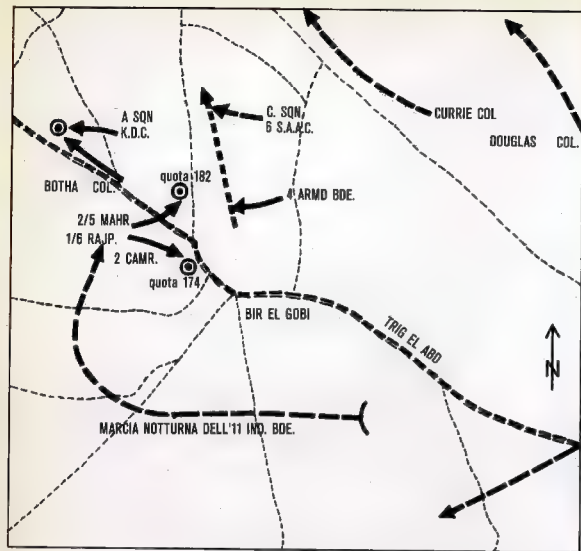 A SQN
K.D.C.
C. SQN.
6 S.A.A.C.
CURRIE COL
DOUGLAS COL.
BOTHA COL.
quota 182
4 ARMD BDE.
2/5 MAHR.
1/6 RAJP.
2 CAMR.
quota 174
BIR EL GOBI
TRIG EL ABD
N
MARCIA NOTTURNA DELL'11 IND. BDE.